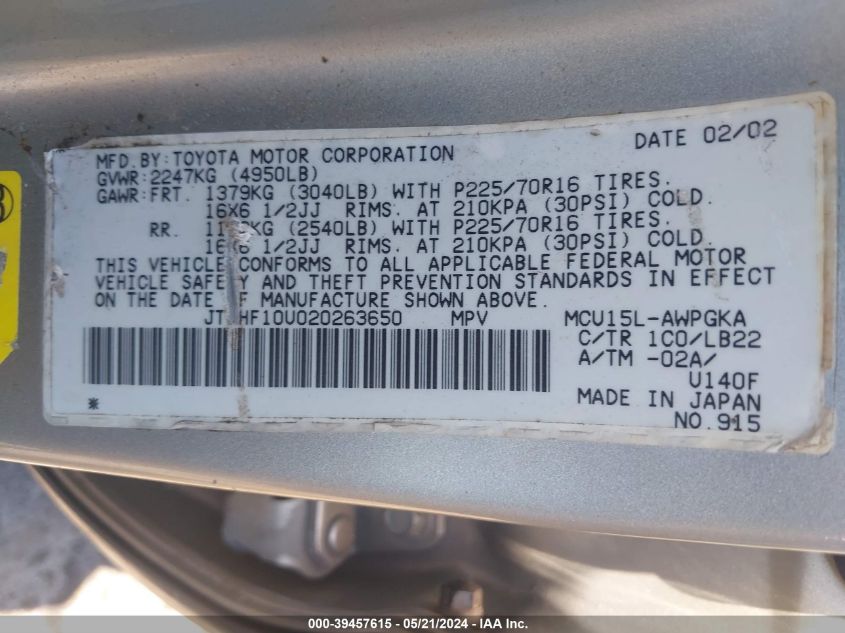 DATE 02/02
MFD.BY:TOYOTA MOTOR CORPORATION
GVWR:2247KG (4950LB)
GAWR:FRT. 1379KG (3040LB) WITH P225/70R16 TIRES.
16X6 1/2JJ RIMS. AT 210KPA (30PSI) COLD.
RR. (2540LB) WITH P225/70R16 TIRES.
1/2JJ RIMS. AT 210KPA (30PSI) COLD.
THIS VEHICLE CONFORMS TO ALL APPLICABLE FEDERAL MOTOR
VEHICLE SAFETY AND THEFT PREVENTION STANDARDS IN EFFECT
ON THE DATE OF MANUFACTURE SHOWN ABOVE.
HF10U020263650 MPV MCU15L-AWPGKA
C/TR 1C0/LB22
A/TM -02A/
U140F
MADE IN JAPAN
NO.915
*
000-39457615 - 05/21/2024 - IAA Inc.